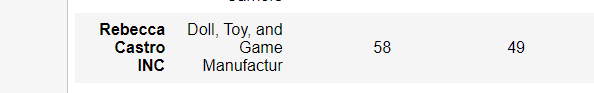 Rebecca Castro INC Doll, Toy, and Game Manufactur 58 49